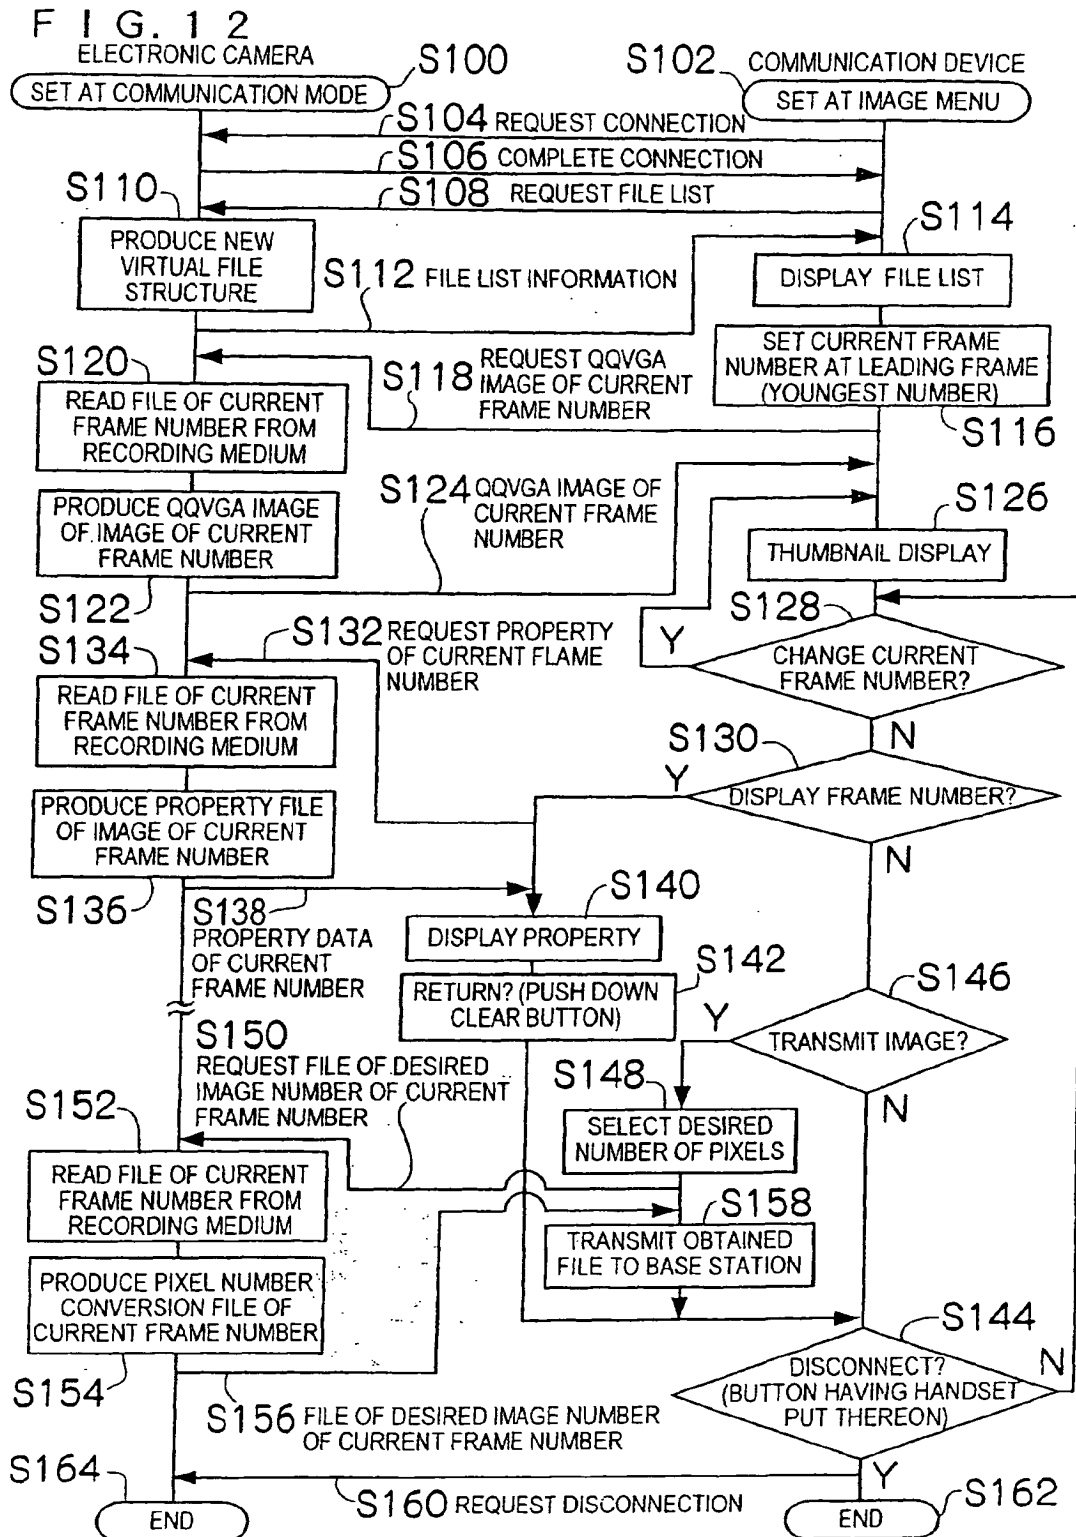 FIG. 12
ELECTRONIC CAMERA
S100
SET AT COMMUNICATION MODE
S102
COMMUNICATION DEVICE
SET AT IMAGE MENU
S104 REQUEST CONNECTION
S106 COMPLETE CONNECTION
S108 REQUEST FILE LIST
S110
PRODUCE NEW
VIRTUAL FILE
STRUCTURE
S112 FILE LIST INFORMATION
S114
DISPLAY FILE LIST
SET CURRENT FRAME
NUMBER AT LEADING FRAME
(YOUNGEST NUMBER)
S116
S118
REQUEST QQVGA
IMAGE OF CURRENT
FRAME NUMBER
S120
READ FILE OF CURRENT
FRAME NUMBER FROM
RECORDING MEDIUM
PRODUCE QQVGA IMAGE
OF IMAGE OF CURRENT
FRAME NUMBER
S122
S124 QQVGA IMAGE OF
CURRENT FRAME
NUMBER
S126
THUMBNAIL DISPLAY
S128
Y
CHANGE CURRENT
FRAME NUMBER?
N
S130
Y
DISPLAY FRAME NUMBER?
N
S132 REQUEST PROPERTY
OF CURRENT FLAME
NUMBER
S134
READ FILE OF CURRENT
FRAME NUMBER FROM
RECORDING MEDIUM
PRODUCE PROPERTY FILE
OF IMAGE OF CURRENT
FRAME NUMBER
S136
S138
PROPERTY DATA
OF CURRENT
FRAME NUMBER
S140
DISPLAY PROPERTY
S142
RETURN? (PUSH DOWN
CLEAR BUTTON)
S146
Y
TRANSMIT IMAGE?
N
S148
SELECT DESIRED
NUMBER OF PIXELS
S150
REQUEST FILE OF DESIRED
IMAGE NUMBER OF CURRENT
FRAME NUMBER
S152
READ FILE OF CURRENT
FRAME NUMBER FROM
RECORDING MEDIUM
PRODUCE PIXEL NUMBER
CONVERSION FILE OF
CURRENT FRAME NUMBER
S154
S156 FILE OF DESIRED IMAGE NUMBER
OF CURRENT FRAME NUMBER
S158
TRANSMIT OBTAINED
FILE TO BASE STATION
S144
DISCONNECT?
(BUTTON HAVING HANDSET
PUT THEREON)
N
Y
S160 REQUEST DISCONNECTION
S164
END
S162
END